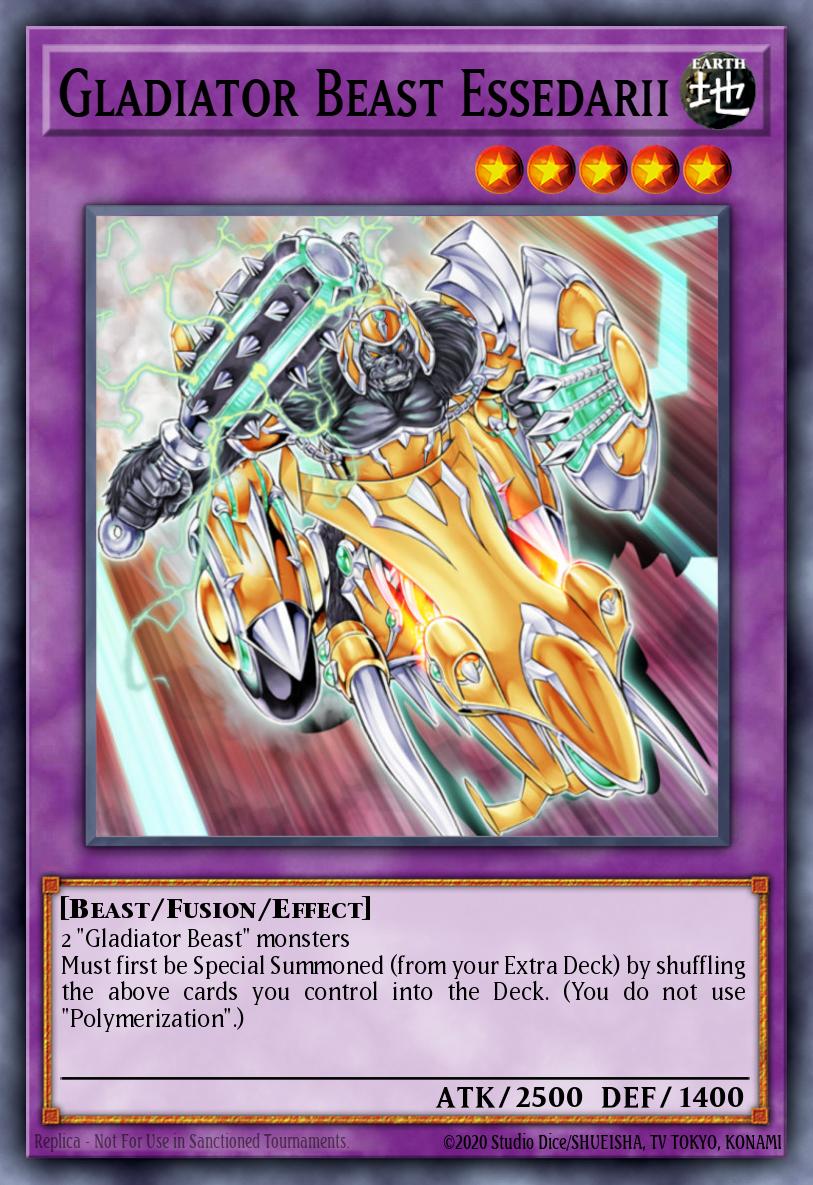 Gladiator Beast Essedarii
EARTH
地
[Beast/Fusion/Effect]
2 "Gladiator Beast" monsters
Must first be Special Summoned (from your Extra Deck) by shuffling
the above cards you control into the Deck. (You do not use
"Polymerization".)
ATK/2500 DEF/1400
Replica - Not For Use in Sanctioned Tournaments.
©2020 Studio Dice/SHUEISHA, TV TOKYO, KONAMI